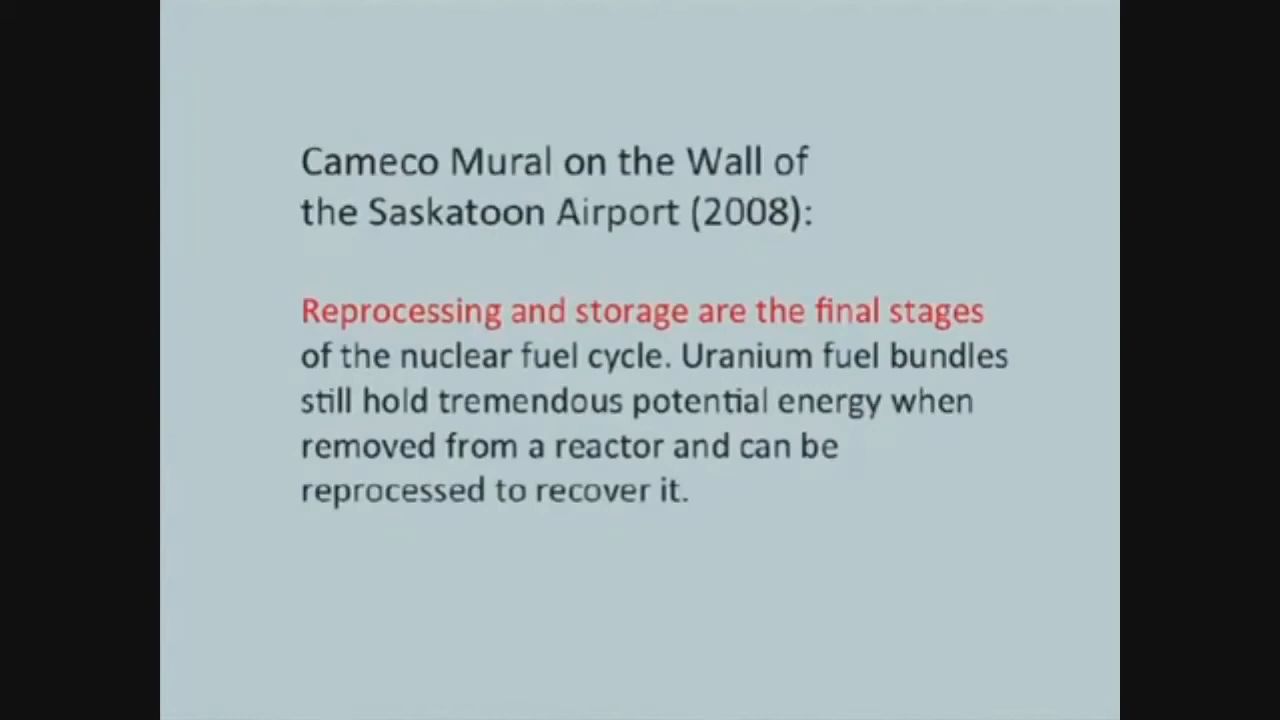 Cameco Mural on the Wall of
the Saskatoon Airport (2008):
Reprocessing and storage are the final stages
of the nuclear fuel cycle. Uranium fuel bundles
still hold tremendous potential energy when
removed from a reactor and can be
reprocessed to recover it.